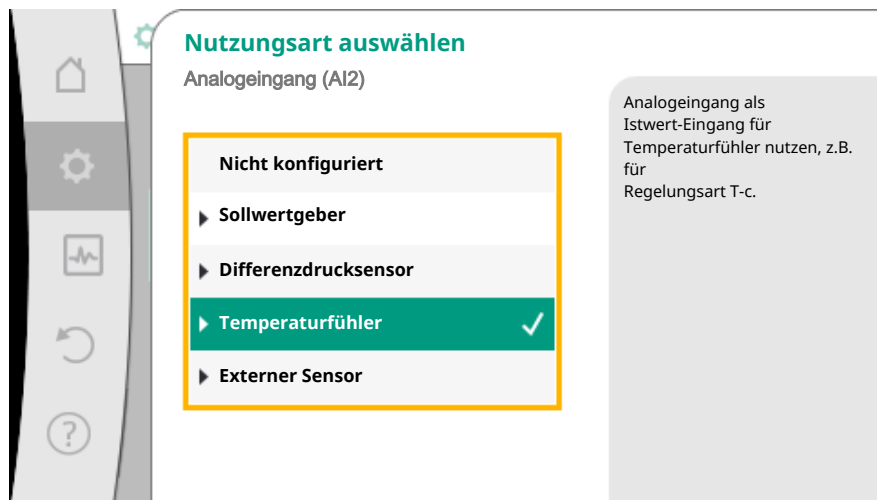 Nutzungsart auswählen
Analogeingang (AI2)
Nicht konfiguriert
Sollwertgeber
Differenzdrucksensor
Temperaturfühler
Externer Sensor
Analogeingang als
Istwert-Eingang für
Temperaturfühler nutzen, z.B.
für
Regelungsart T-c.
?